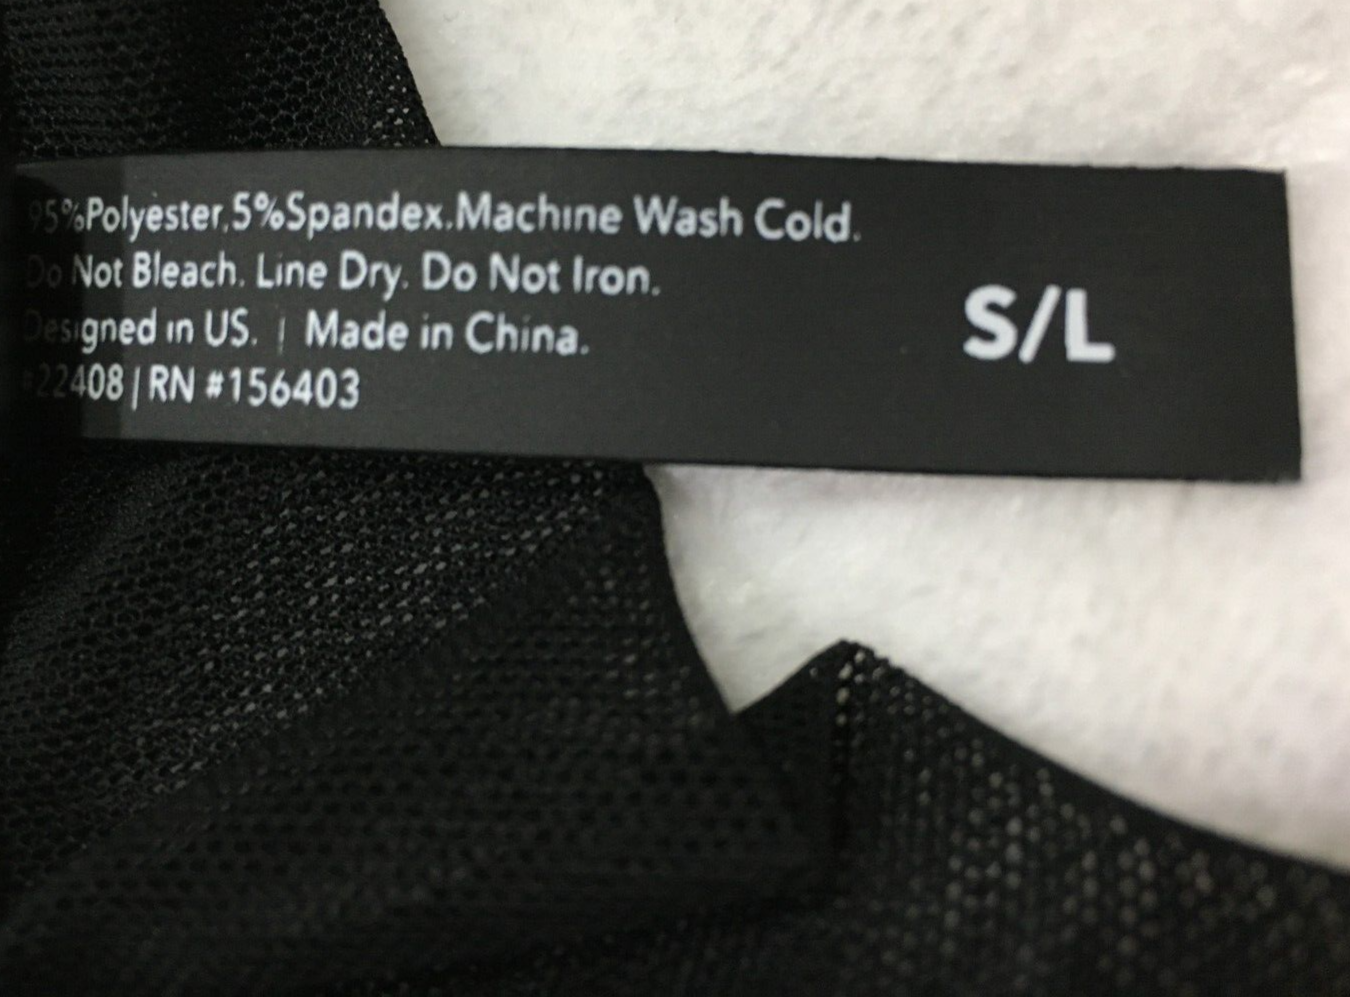 95%Polyester,5%Spandex.Machine Wash Cold.
Do Not Bleach. Line Dry. Do Not Iron.
Designed in US. | Made in China.
#22408 | RN #156403
S/L